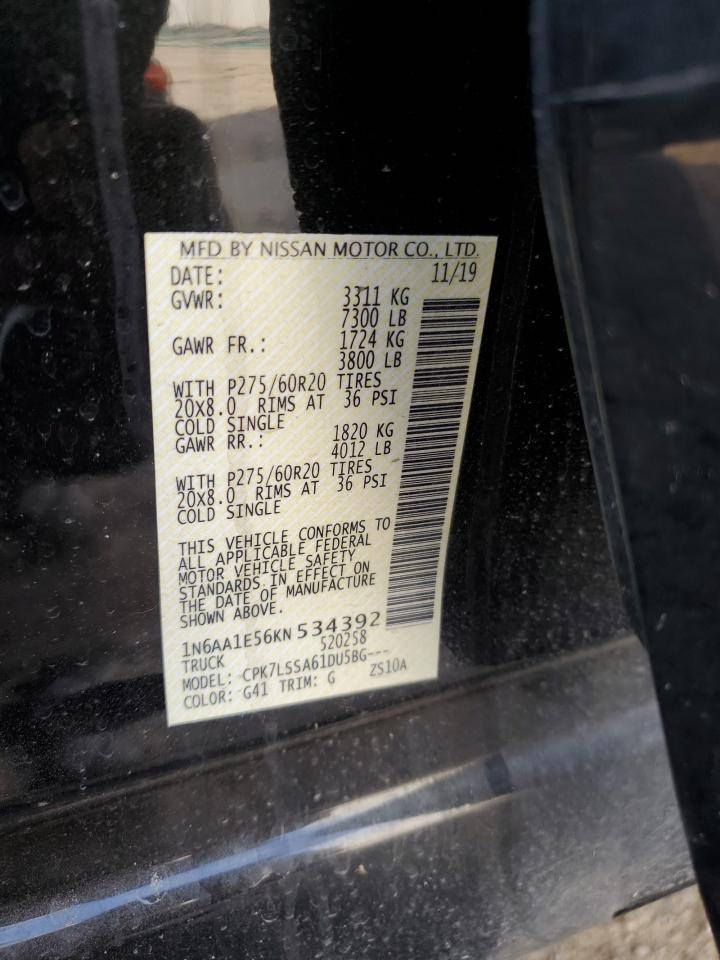 MFD BY NISSAN MOTOR CO., LTD.
DATE: 11/19
GVWR: 3311 KG
7300 LB
GAWR FR.: 1724 KG
3800 LB
WITH P275/60R20 TIRES
20X8.0 RIMS AT 36 PSI
COLD SINGLE
GAWR RR.: 1820 KG
4012 LB
WITH P275/60R20 TIRES
20X8.0 RIMS AT 36 PSI
COLD SINGLE
THIS VEHICLE CONFORMS TO
ALL APPLICABLE FEDERAL
MOTOR VEHICLE SAFETY
STANDARDS IN EFFECT ON
THE DATE OF MANUFACTURE
SHOWN ABOVE.
1N6AA1E56KN 534392
TRUCK 520258
MODEL: CPK7LSSA61DU5BG---
COLOR: G41 TRIM: G ZS10A